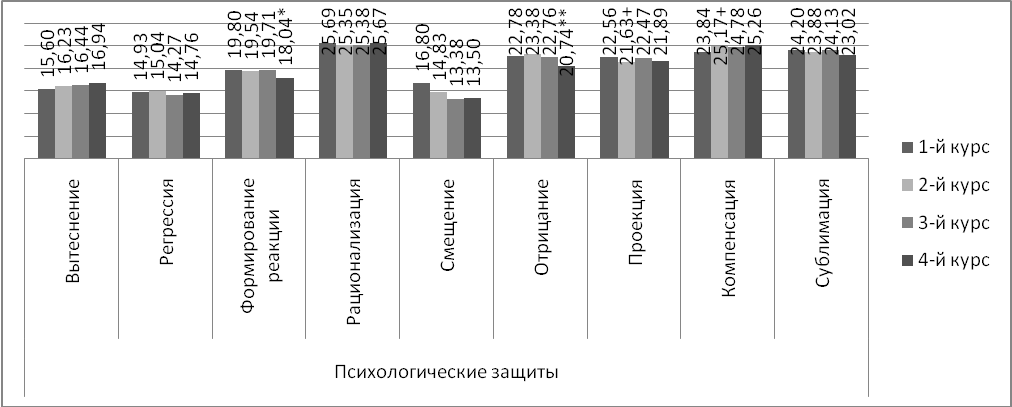 15,60
16,23
16,44
16,94
14,93
15,04
14,27
14,76
19,80
19,54
19,71
18,04*
25,69
25,35
25,38
25,67
16,80
14,83
13,38
13,50
22,78
23,38
22,76
20,74**
22,56
21,63+
22,47
21,89
23,84
25,17+
24,78
25,26
24,20
23,88
24,13
23,02
Вытеснение
Регрессия
Формирование
реакции
Рационализация
Смещение
Отрицание
Проекция
Компенсация
Сублимация
Психологические защиты
1-й курс
2-й курс
3-й курс
4-й курс